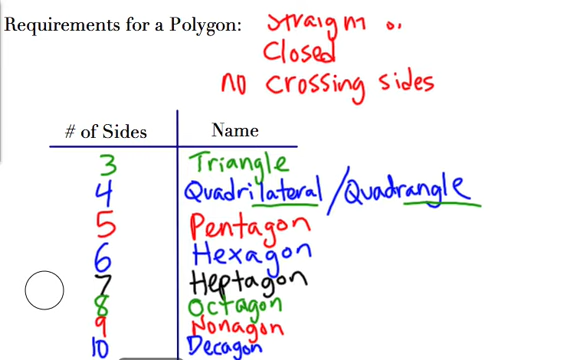 Requirements for a Polygon:
Closed
no crossing sides
# of Sides Name
3 Triangle
4 Quadrilateral / Quadrangle
5 Pentagon
6 Hexagon
7 Heptagon
8 Octagon
9 Nonagon
10 Decagon